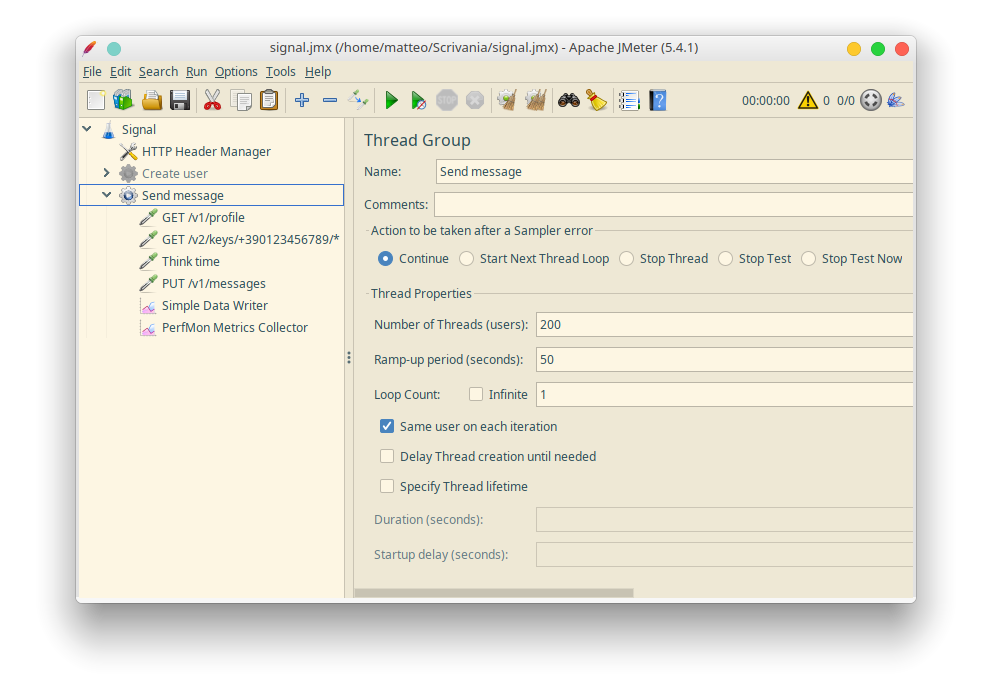 signal.jmx (/home/matteo/Scrivania/signal.jmx) - Apache JMeter (5.4.1)
File Edit Search Run Options Tools Help
STOP 00:00:00 0 0/0
Signal
HTTP Header Manager
Create user
Send message
GET /v1/profile
GET /v2/keys/+390123456789/*
Think time
PUT /v1/messages
Simple Data Writer
PerfMon Metrics Collector
Thread Group
Name: Send message
Comments:
Action to be taken after a Sampler error
Continue Start Next Thread Loop Stop Thread Stop Test Stop Test Now
Thread Properties
Number of Threads (users): 200
Ramp-up period (seconds): 50
Loop Count: Infinite 1
Same user on each iteration
Delay Thread creation until needed
Specify Thread lifetime
Duration (seconds):
Startup delay (seconds):